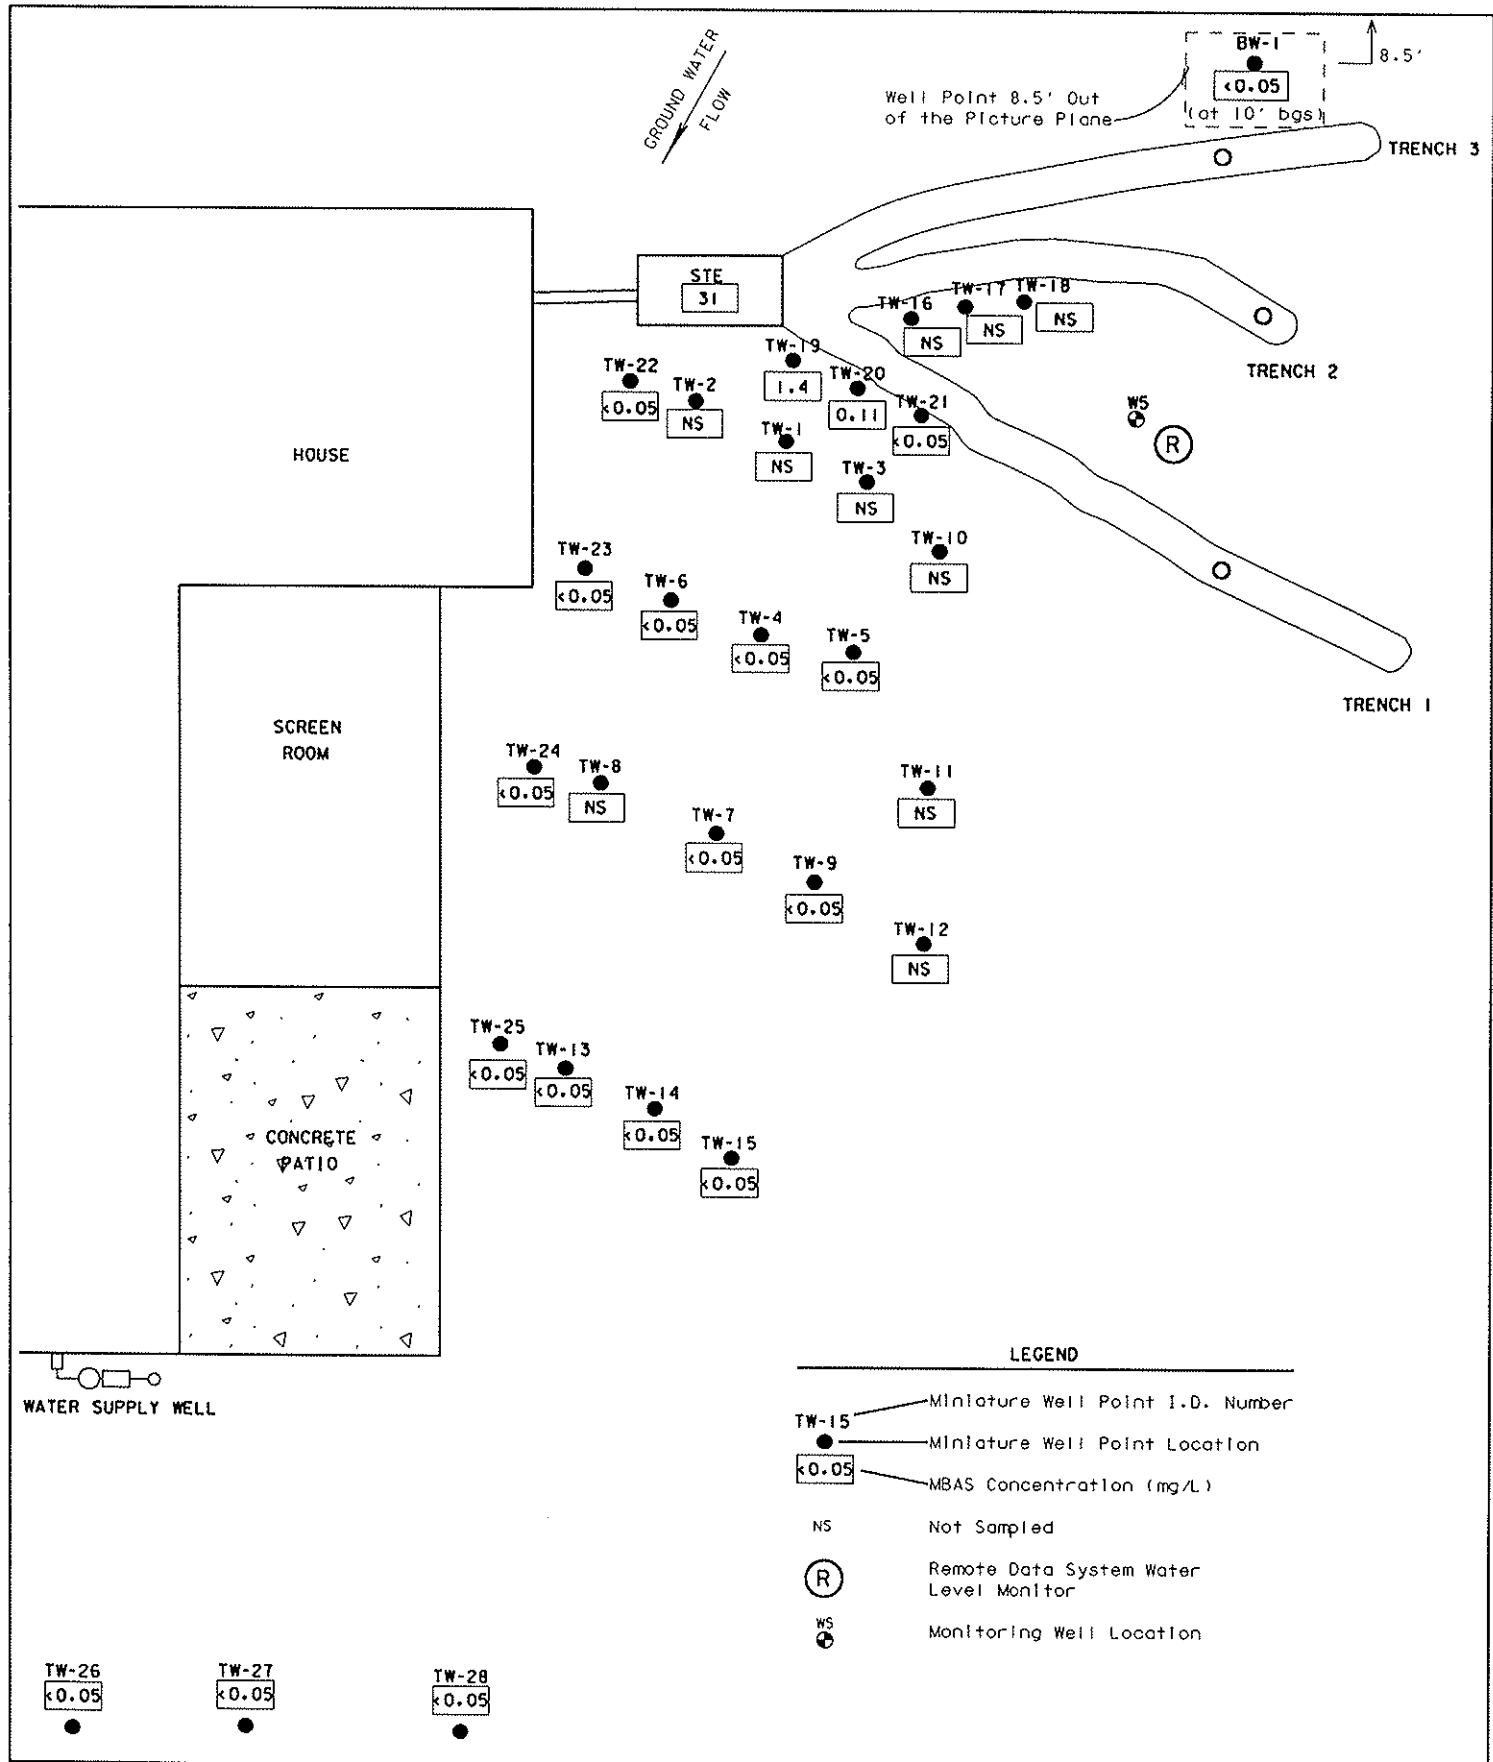 GROUND WATER
FLOW
BW-1
<0.05
(at 10' bgs)
8.5'
Well Point 8.5' Out
of the Picture Plane
TRENCH 3
STE
31
TW-16
NS
TW-17
NS
TW-18
NS
TRENCH 2
TW-19
1.4
TW-20
0.11
TW-21
<0.05
TW-22
<0.05
TW-2
NS
TW-1
NS
TW-3
NS
WS
R
HOUSE
TW-10
NS
TW-23
<0.05
TW-6
<0.05
TW-4
<0.05
TW-5
<0.05
TRENCH 1
SCREEN
ROOM
TW-24
<0.05
TW-8
NS
TW-7
<0.05
TW-9
<0.05
TW-11
NS
TW-12
NS
TW-25
<0.05
TW-13
<0.05
TW-14
<0.05
TW-15
<0.05
CONCRETE
PATIO
WATER SUPPLY WELL
LEGEND
TW-15
<0.05
Miniature Well Point I.D. Number
Miniature Well Point Location
MBAS Concentration (mg/L)
NS
Not Sampled
R
Remote Data System Water
Level Monitor
WS
Monitoring Well Location
TW-26
<0.05
TW-27
<0.05
TW-28
<0.05